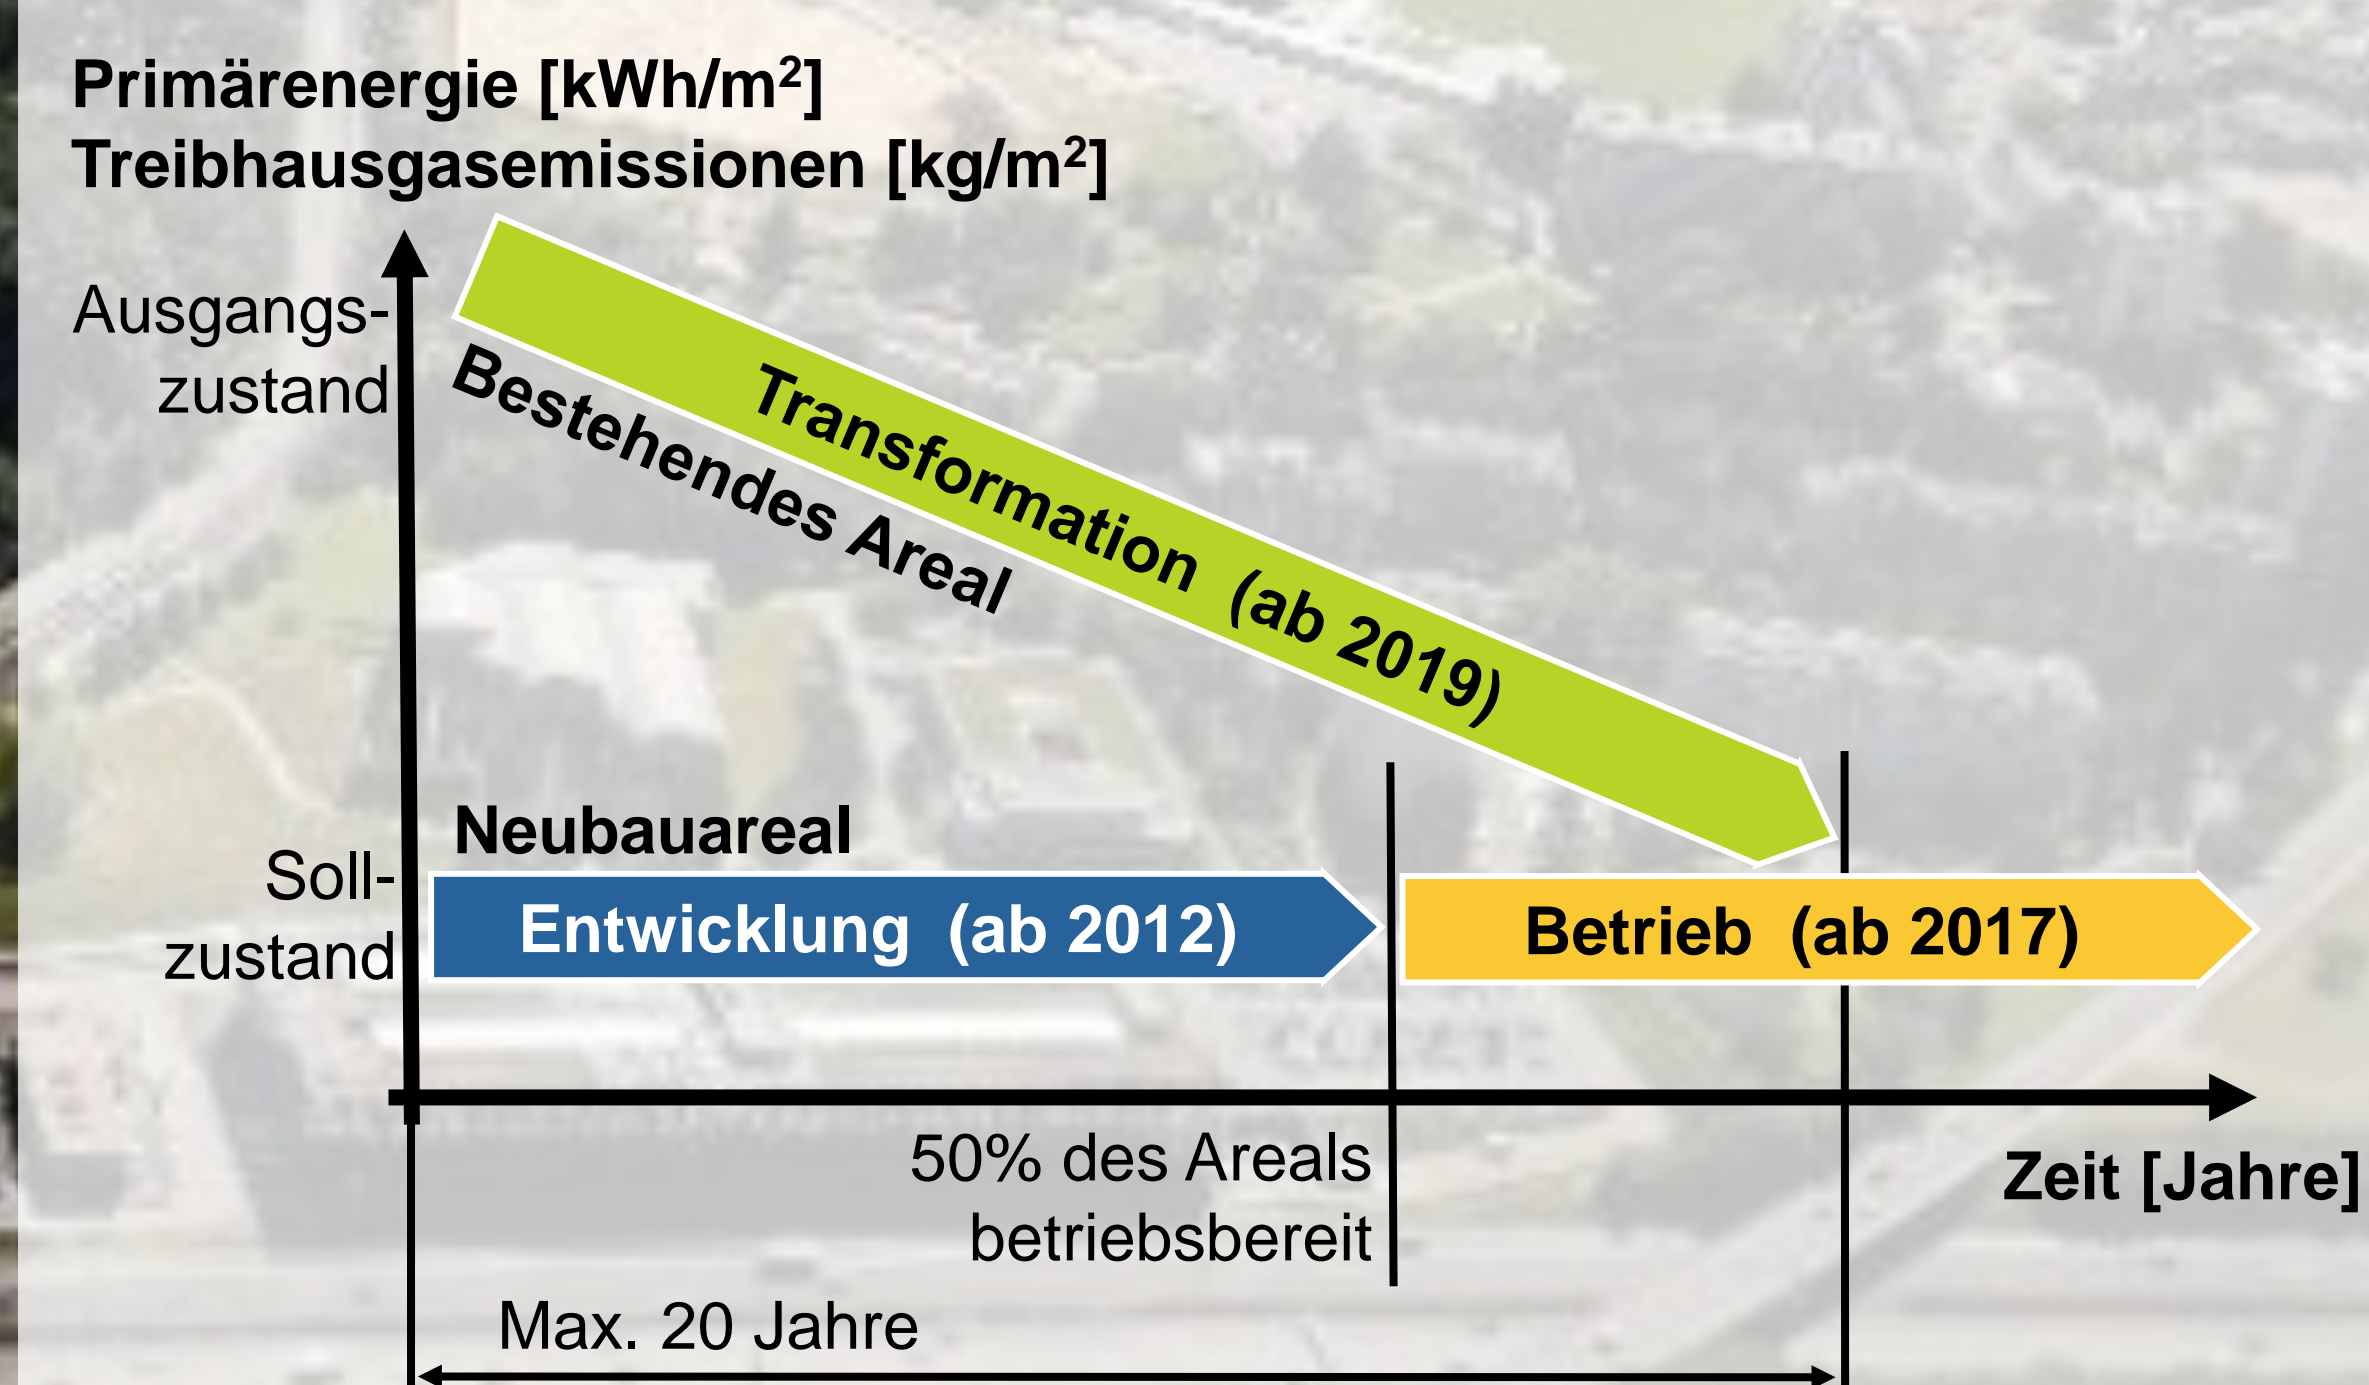 Primärenergie [kWh/m²]
Treibhausgasemissionen [kg/m²]
Ausgangs-
zustand
Transformation (ab 2019)
Bestehendes Areal
Neubauareal
Soll-
zustand
Entwicklung (ab 2012)
Betrieb (ab 2017)
50% des Areals
betriebsbereit
Zeit [Jahre]
Max. 20 Jahre